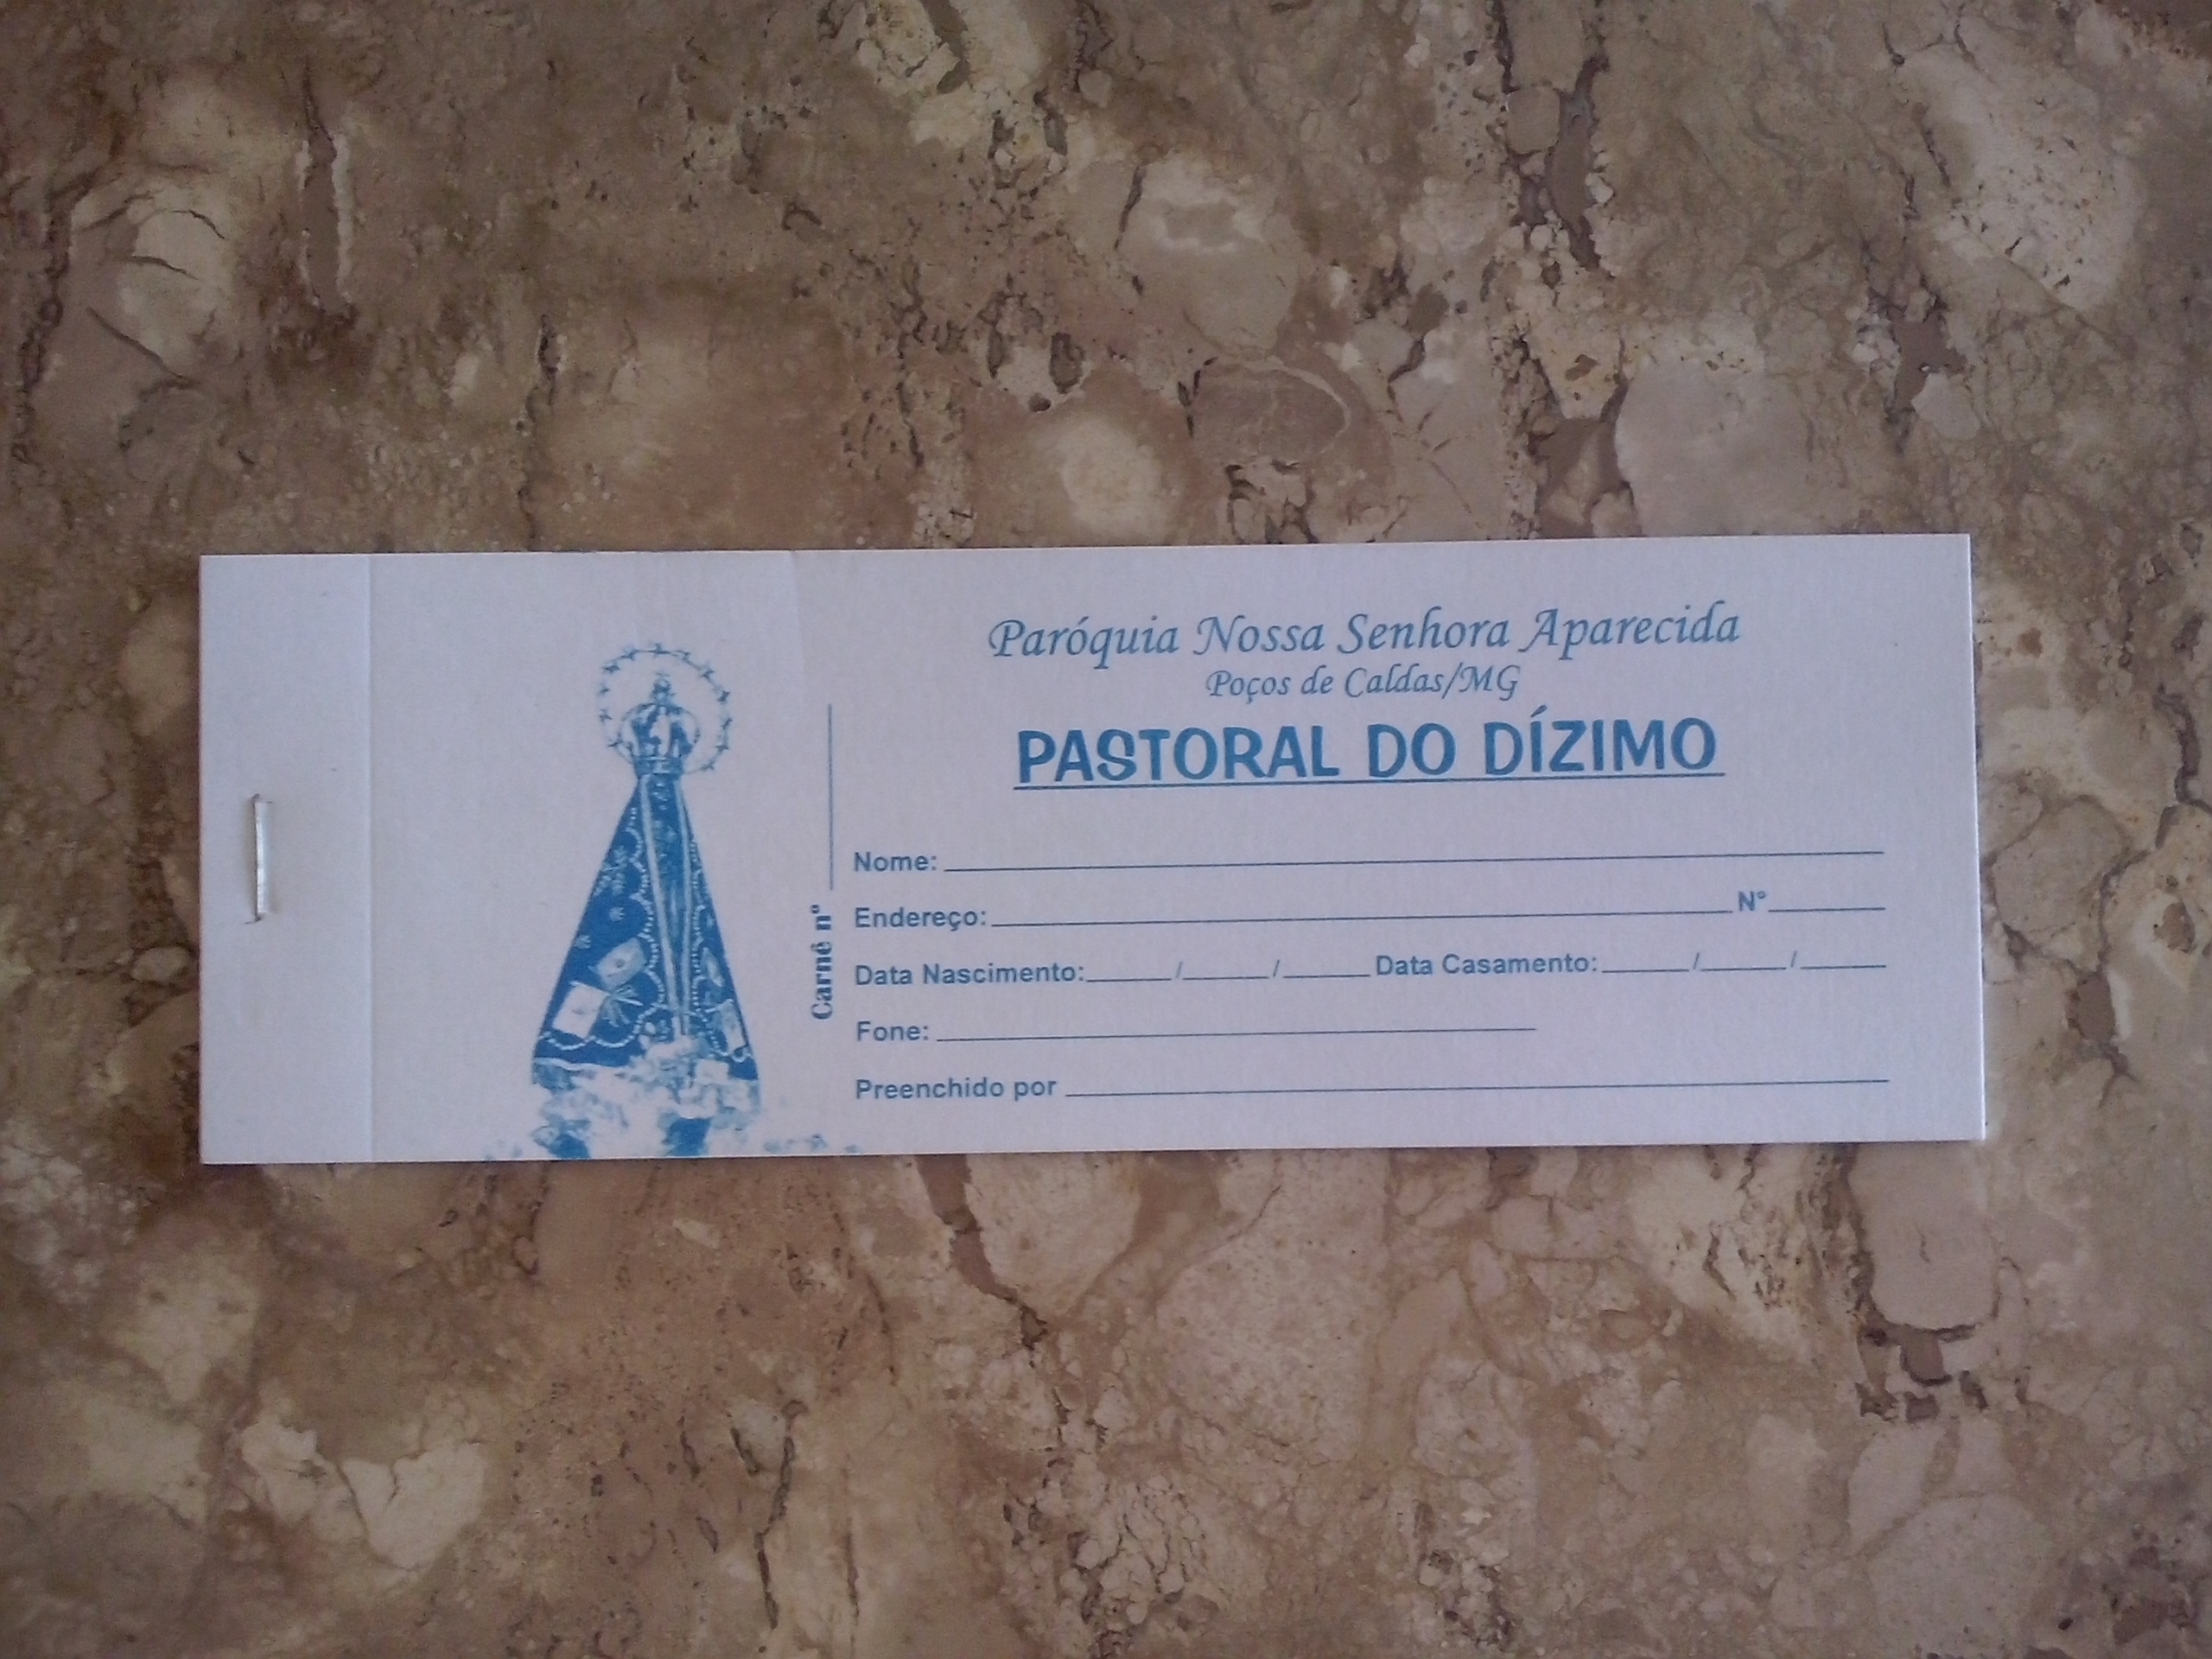 Paróquia Nossa Senhora Aparecida
Poços de Caldas/MG
PASTORAL DO DÍZIMO
Carnê nº
Nome:
Endereço: Nº
Data Nascimento: / / Data Casamento: / /
Fone:
Preenchido por